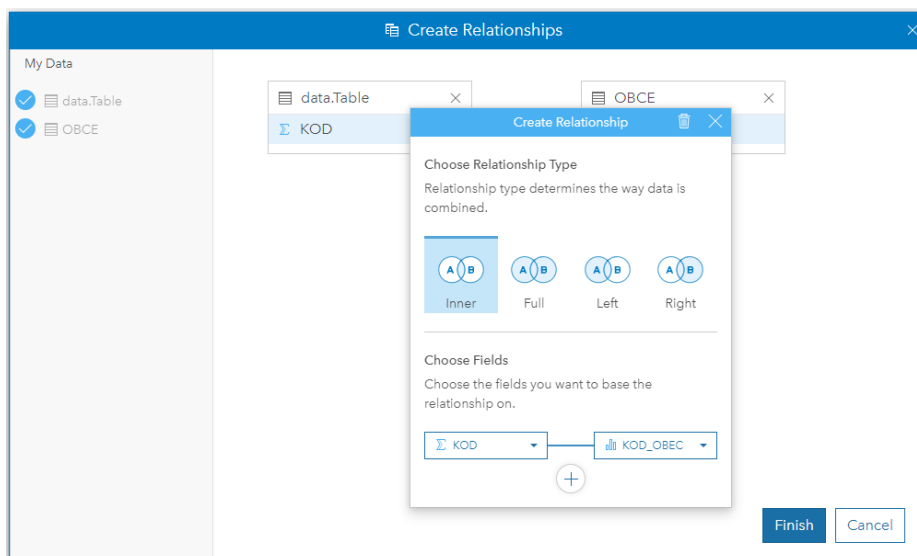 Create Relationships
My Data
data.Table
OBCE
data.Table
OBCE
Σ KOD
Create Relationship
Choose Relationship Type
Relationship type determines the way data is
combined.
A B
A B
A B
A B
Inner
Full
Left
Right
Choose Fields
Choose the fields you want to base the
relationship on.
Σ KOD
KOD_OBEC
Finish
Cancel